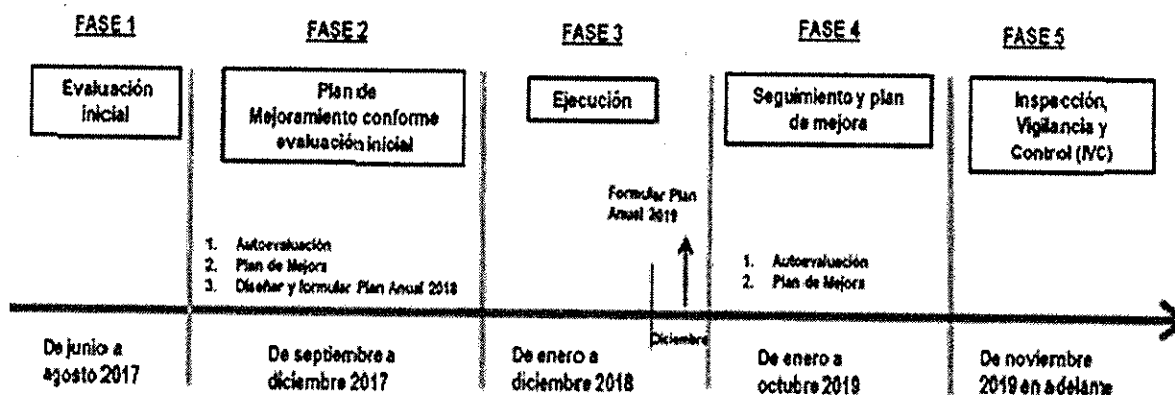 FASE 1
FASE 2
FASE 3
FASE 4
FASE 5
Evaluación
inicial
Plan de
Mejoramiento conforme
evaluación inicial
Ejecución
Seguimiento y plan
de mejora
Inspección,
Vigilancia y
Control (IVC)
Formular Plan
Anual 2019
1. Autoevaluación
2. Plan de Mejora
3. Diseñar y formular Plan Anual 2018
1. Autoevaluación
2. Plan de Mejora
Diciembre
De junio a
agosto 2017
De septiembre a
diciembre 2017
De enero a
diciembre 2018
De enero a
octubre 2019
De noviembre
2019 en adelante